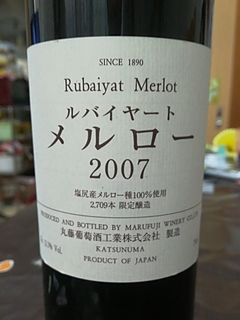 SINCE 1890
Rubaiyat Merlot
ルバイヤート
メルロー
2007
塩尻産メルロー種100%使用
2,709本 限定醸造
PRODUCED AND BOTTLED BY MARUFUJI WINERY
丸藤葡萄酒工業株式会社 製造
KATSUNUMA
PRODUCT OF JAPAN